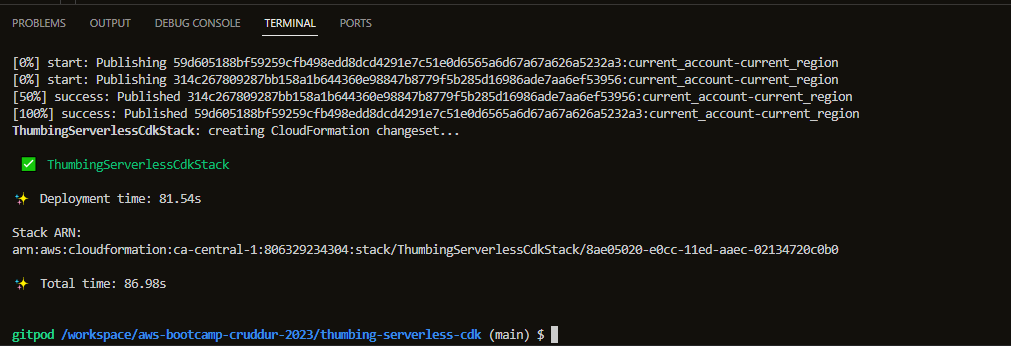 PROBLEMS OUTPUT DEBUG CONSOLE TERMINAL PORTS
[0%] start: Publishing 59d605188bf59259cfb498edd8dcd4291e7c51e0d6565a6d67a67a626a5232a3:current_account-current_region
[0%] start: Publishing 314c267809287bb158a1b644360e98847b8779f5b285d16986ade7aa6ef53956:current_account-current_region
[50%] success: Published 314c267809287bb158a1b644360e98847b8779f5b285d16986ade7aa6ef53956:current_account-current_region
[100%] success: Published 59d605188bf59259cfb498edd8dcd4291e7c51e0d6565a6d67a67a626a5232a3:current_account-current_region
ThumbingServerlessCdkStack: creating CloudFormation changeset...
✅ ThumbingServerlessCdkStack
✨ Deployment time: 81.54s
Stack ARN:
arn:aws:cloudformation:ca-central-1:806329234304:stack/ThumbingServerlessCdkStack/8ae05020-e0cc-11ed-aaec-02134720c0b0
✨ Total time: 86.98s
gitpod /workspace/aws-bootcamp-cruddur-2023/thumbing-serverless-cdk (main) $